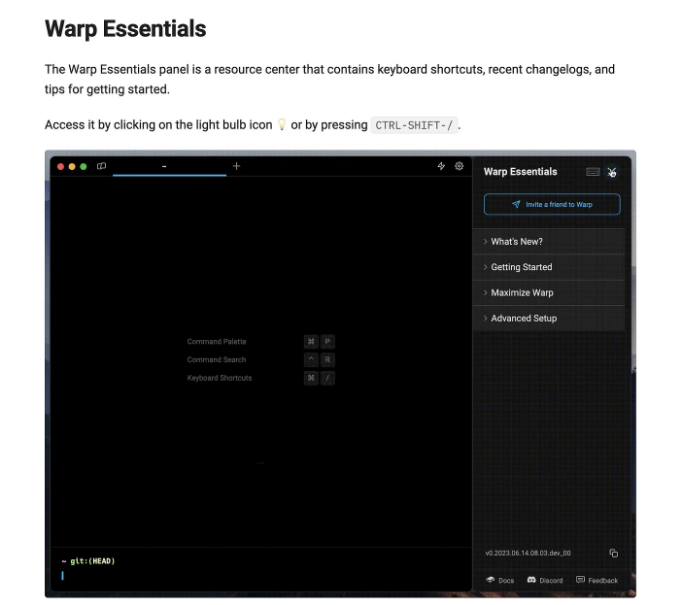 Warp Essentials
The Warp Essentials panel is a resource center that contains keyboard shortcuts, recent changelogs, and
tips for getting started.
Access it by clicking on the light bulb icon 💡 or by pressing CTRL-SHIFT-/ .
~
+
Warp Essentials
Invite a friend to Warp
> What's New?
> Getting Started
> Maximize Warp
> Advanced Setup
Command Palette ⌘ P
Command Search ^ R
Keyboard Shortcuts ⌘ /
~ git:(HEAD)
v0.2023.06.14.08.03.dev_00
Docs Discord Feedback